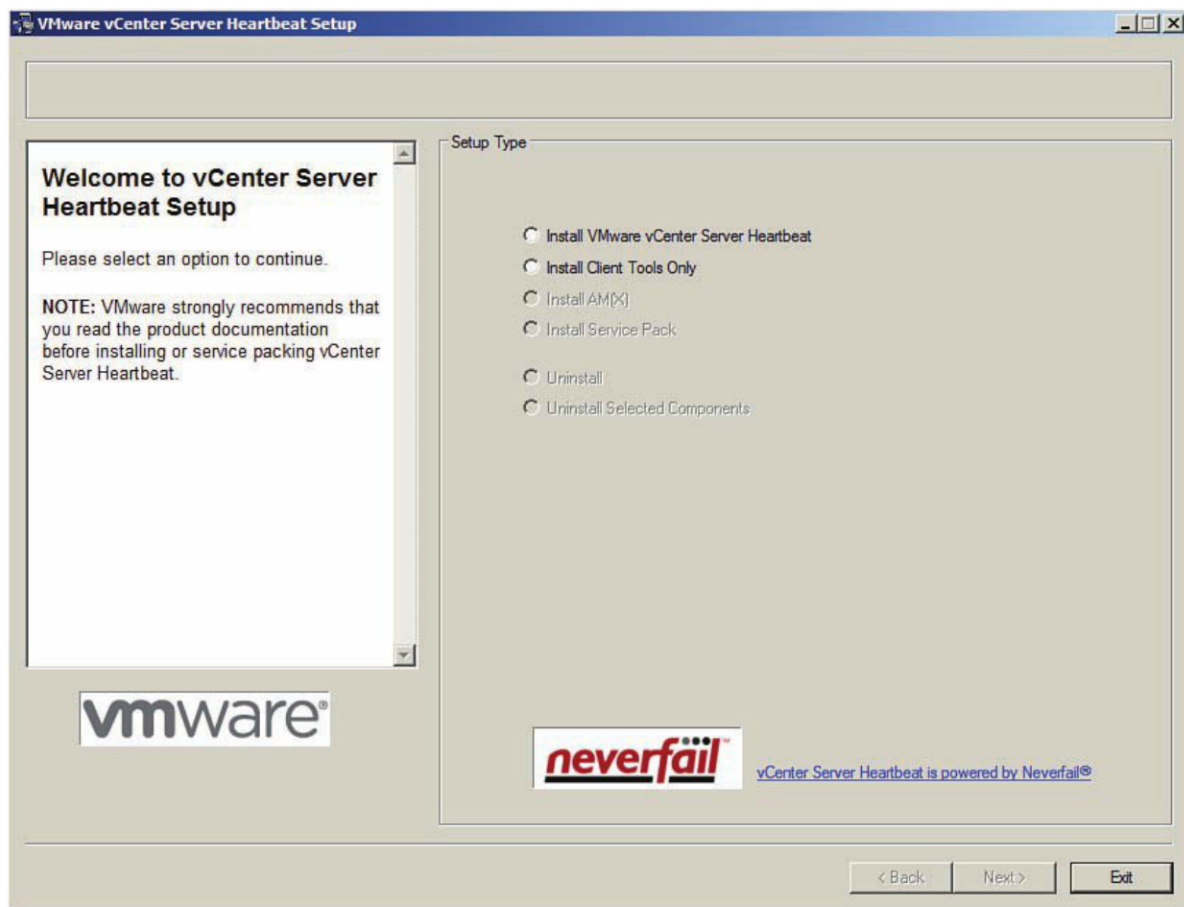 VMware vCenter Server Heartbeat Setup
Welcome to vCenter Server
Heartbeat Setup
Please select an option to continue.
NOTE: VMware strongly recommends that
you read the product documentation
before installing or service packing vCenter
Server Heartbeat.
vmware®
Setup Type
Install VMware vCenter Server Heartbeat
Install Client Tools Only
Install AM(X)
Install Service Pack
Uninstall
Uninstall Selected Components
neverfail™
vCenter Server Heartbeat is powered by Neverfail®
< Back
Next >
Exit